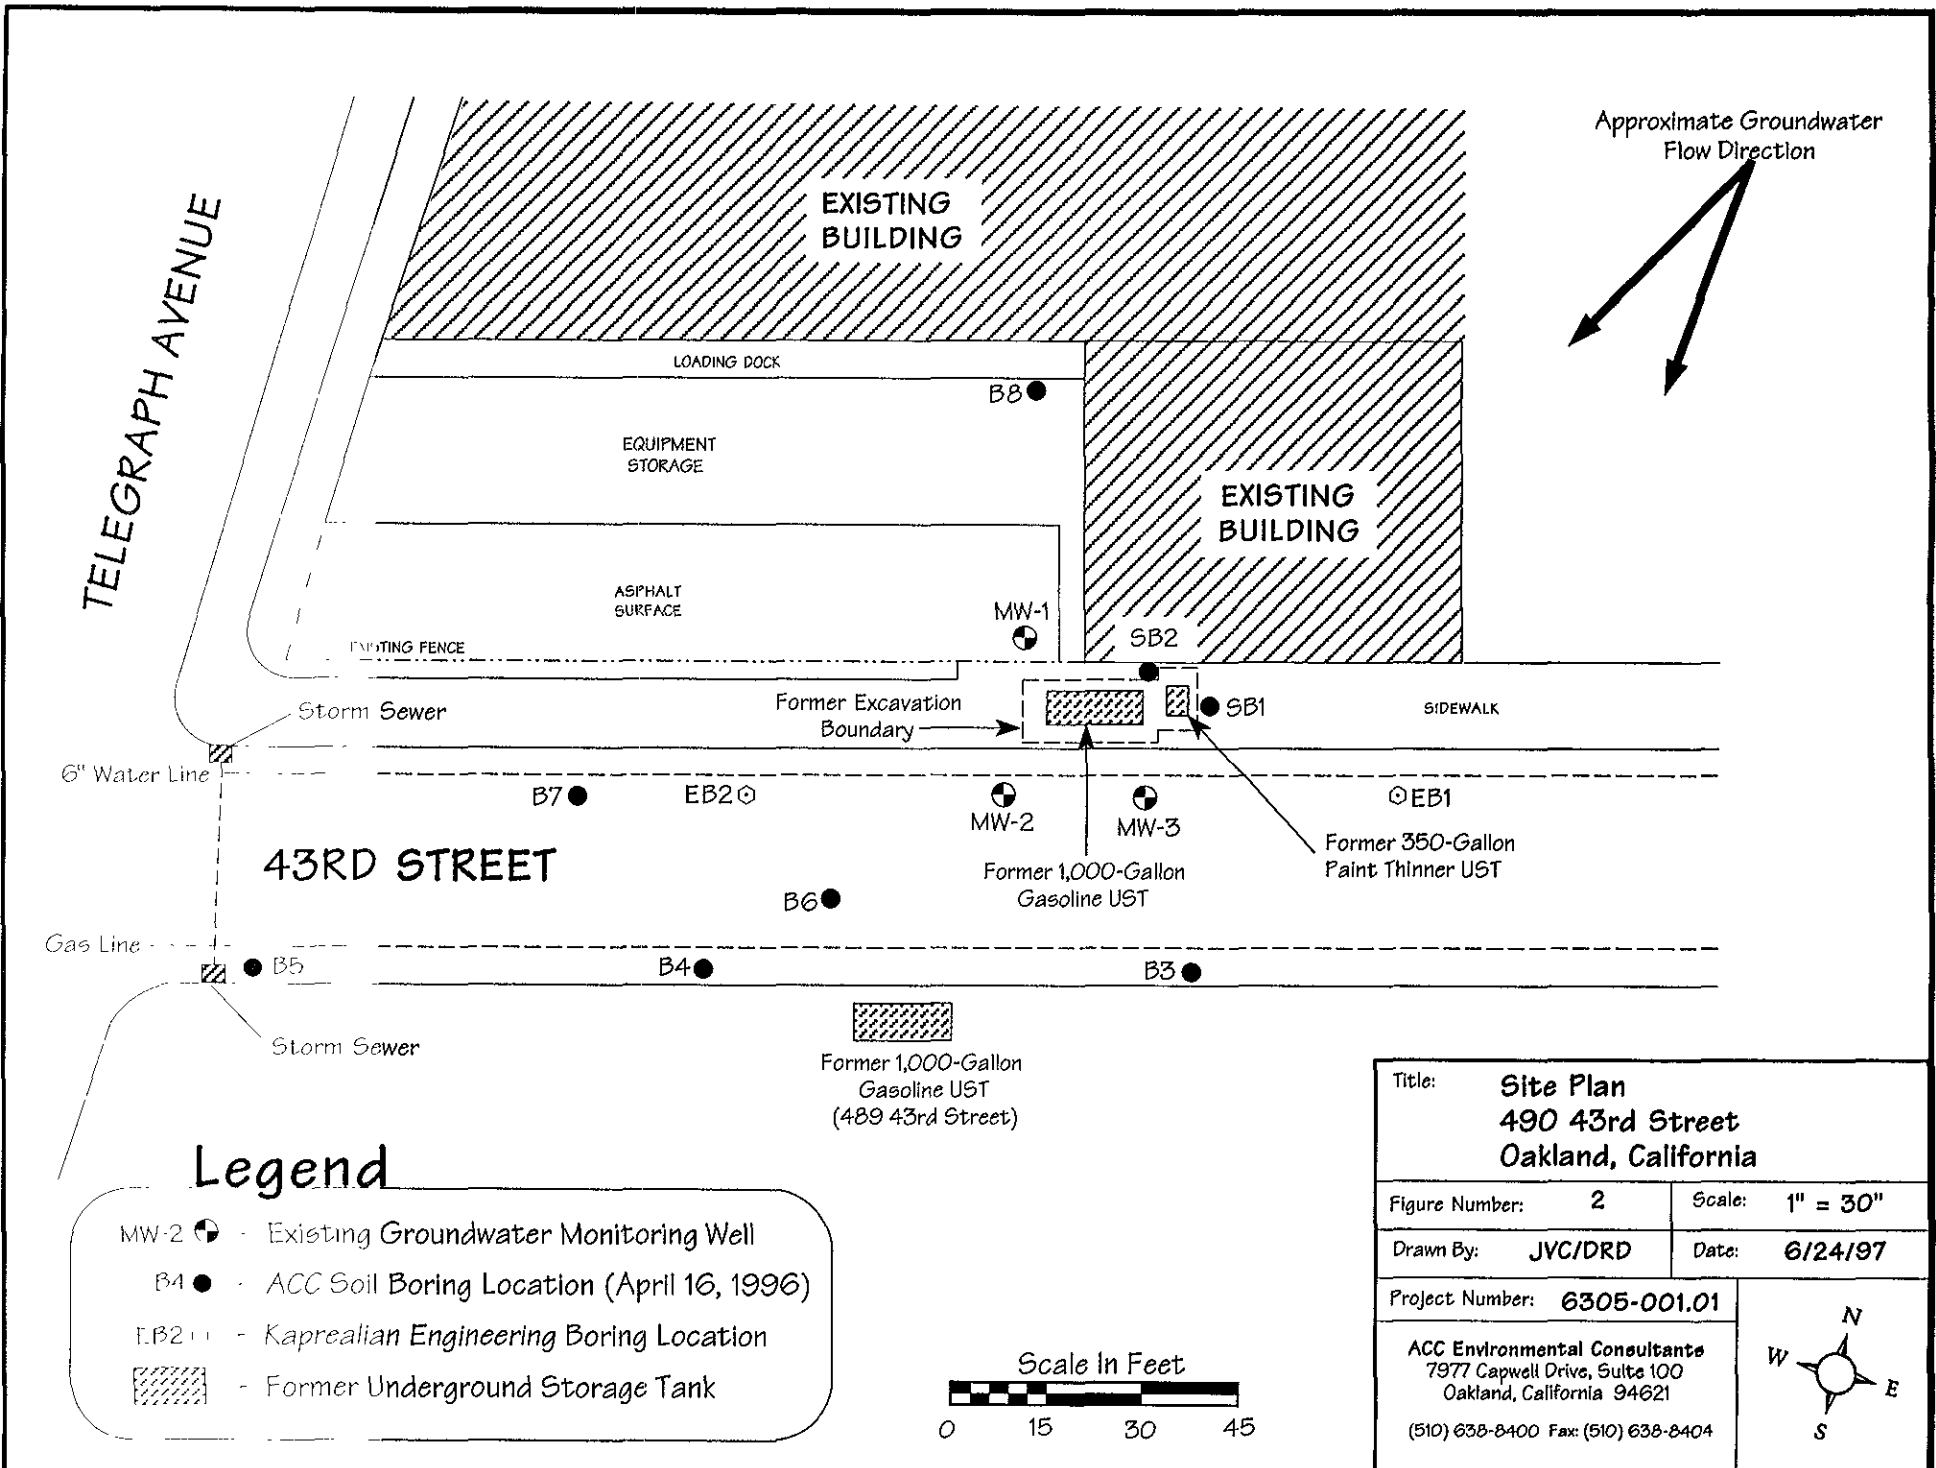 Approximate Groundwater
Flow Direction
EXISTING
BUILDING
TELEGRAPH AVENUE
LOADING DOCK
B8
EQUIPMENT
STORAGE
EXISTING
BUILDING
ASPHALT
SURFACE
MW-1
SB2
FENCE
Former Excavation
Boundary
SB1
SIDEWALK
Storm Sewer
6" Water Line
B7
EB2
MW-2
MW-3
EB1
43RD STREET
Former 1,000-Gallon
Gasoline UST
Former 350-Gallon
Paint Thinner UST
B6
Gas Line
B5
B4
B3
Storm Sewer
Former 1,000-Gallon
Gasoline UST
(489 43rd Street)
Legend
MW-2 - Existing Groundwater Monitoring Well
B4 - ACC Soil Boring Location (April 16, 1996)
EB2 - Kaprealian Engineering Boring Location
- Former Underground Storage Tank
Scale In Feet
0 15 30 45
Title: Site Plan
490 43rd Street
Oakland, California
Figure Number: 2
Scale: 1" = 30"
Drawn By: JVC/DRD
Date: 6/24/97
Project Number: 6305-001.01
ACC Environmental Consultants
7977 Capwell Drive, Suite 100
Oakland, California 94621
(510) 638-8400 Fax: (510) 638-8404
N
W
E
S